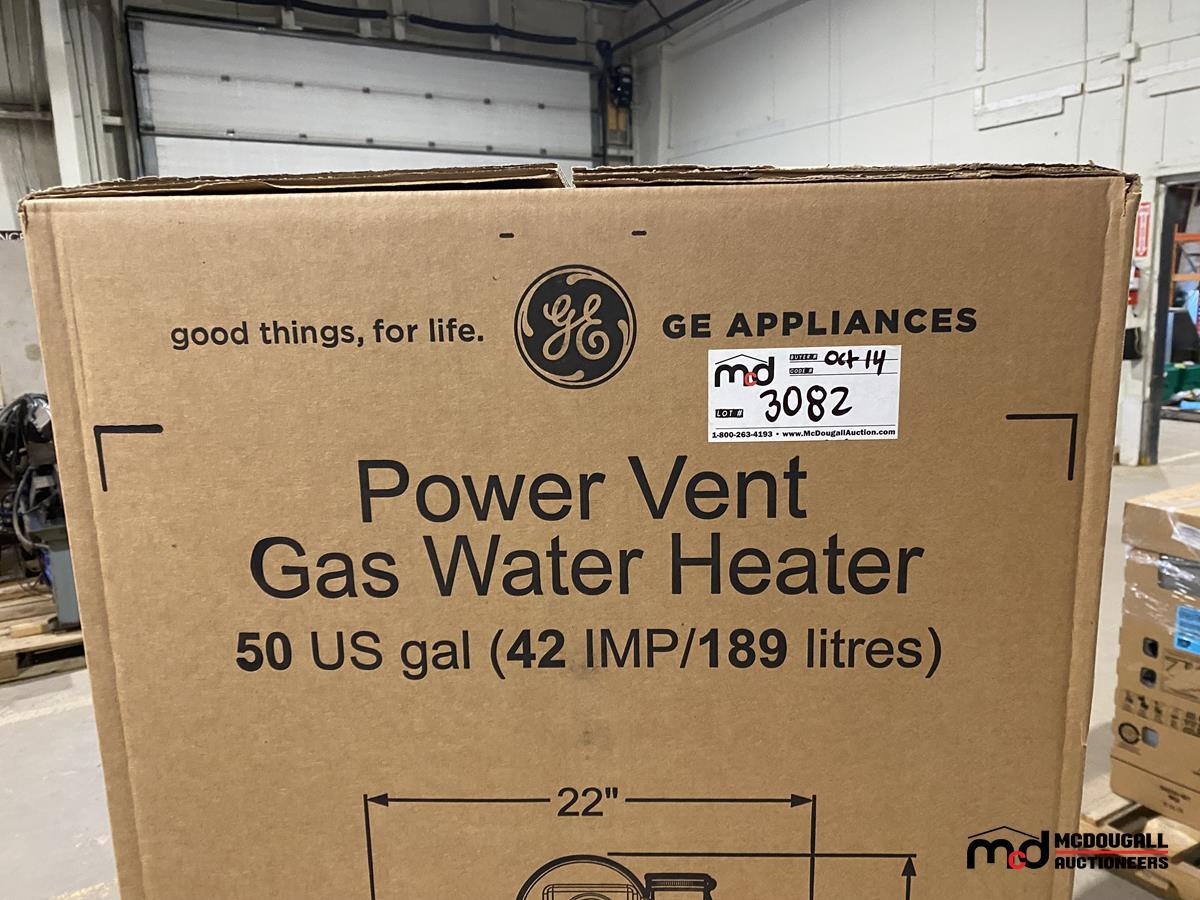 good things, for life.
GE
GE APPLIANCES
mcd
BUYER # Oct 14
CODE #
LOT # 3082
1-800-263-4193 • www.McDougallAuction.com
Power Vent
Gas Water Heater
50 US gal (42 IMP/189 litres)
22"
mcd MCDOUGALL
AUCTIONEERS